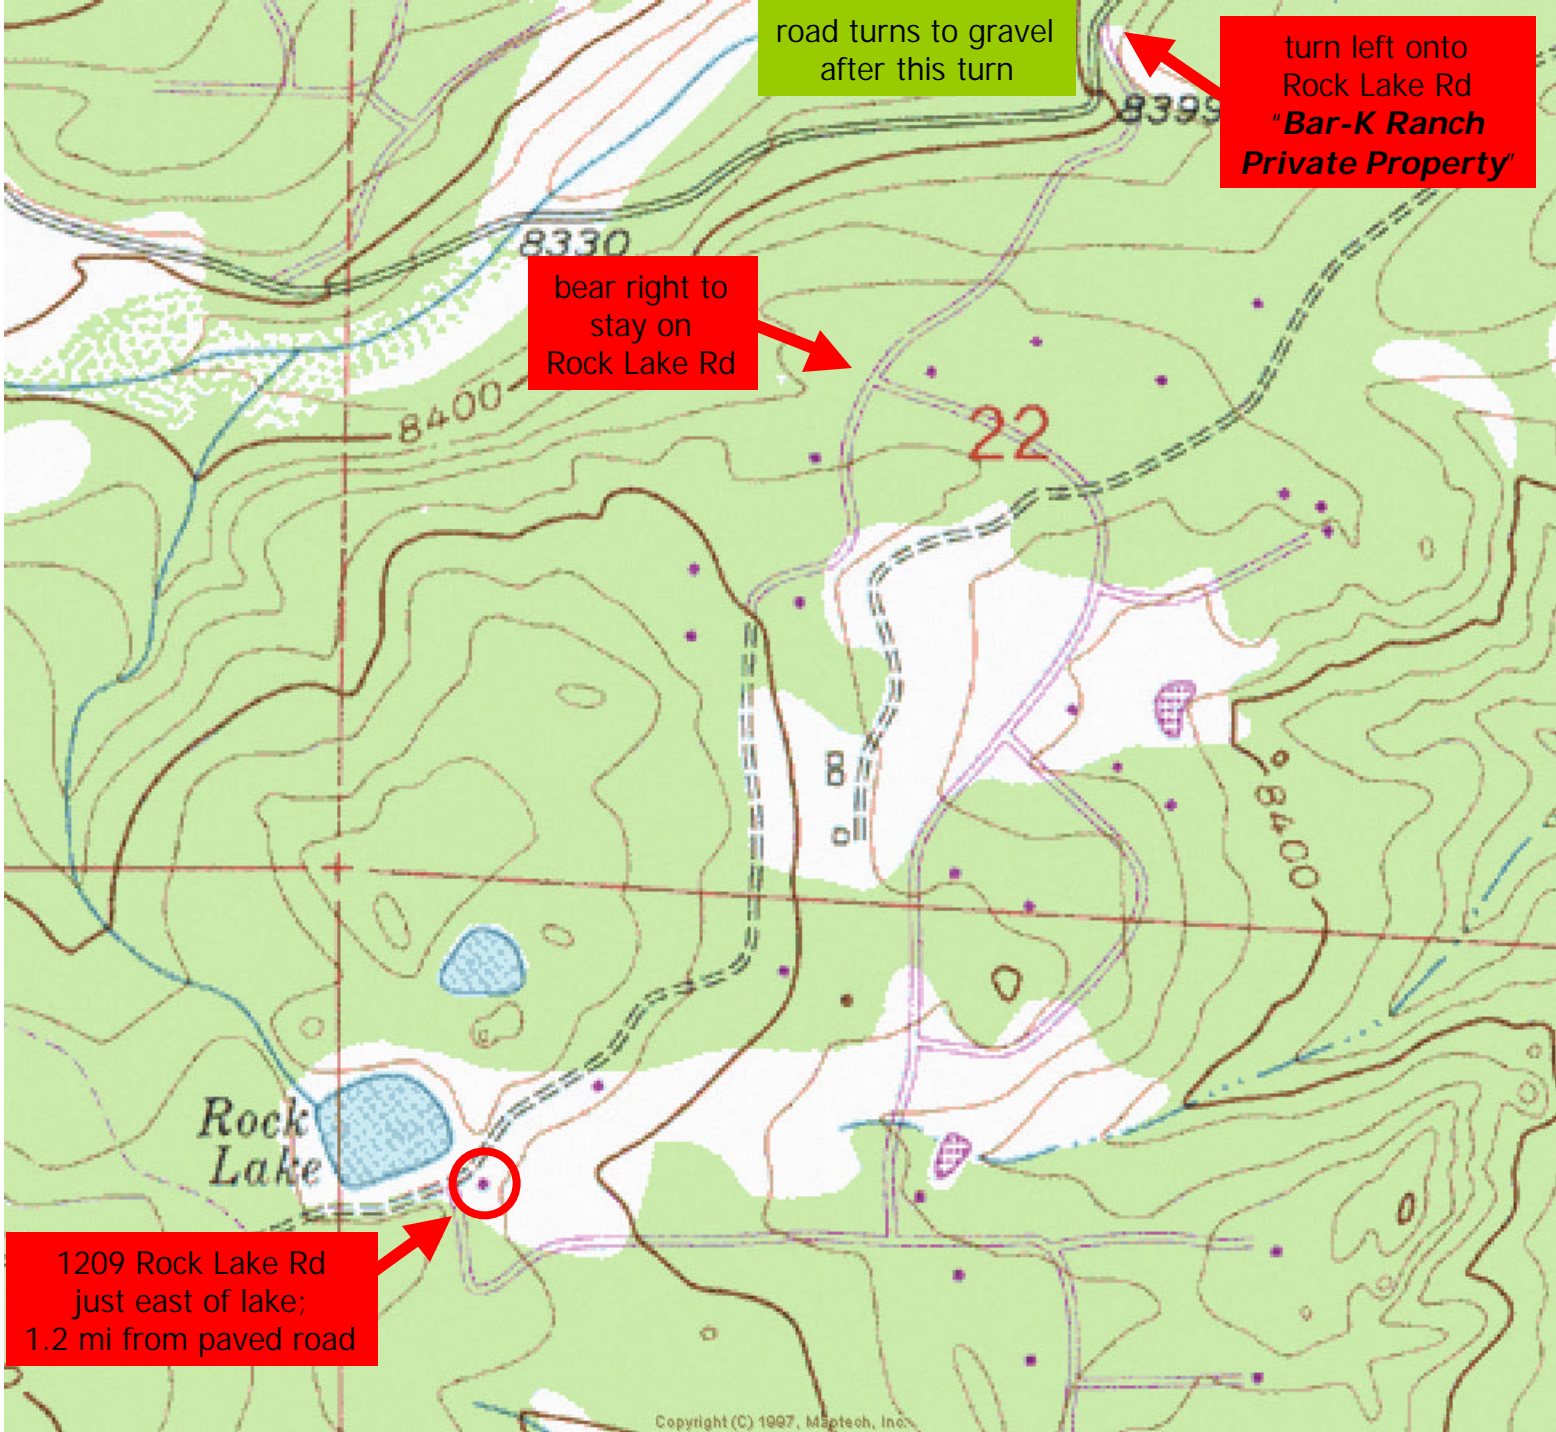 road turns to gravel
after this turn
turn left onto
Rock Lake Rd
"Bar-K Ranch
Private Property"
8399
8330
bear right to
stay on
Rock Lake Rd
8400
22
8400
Rock
Lake
1209 Rock Lake Rd
just east of lake;
1.2 mi from paved road
Copyright (C) 1997, Maptech, Inc.